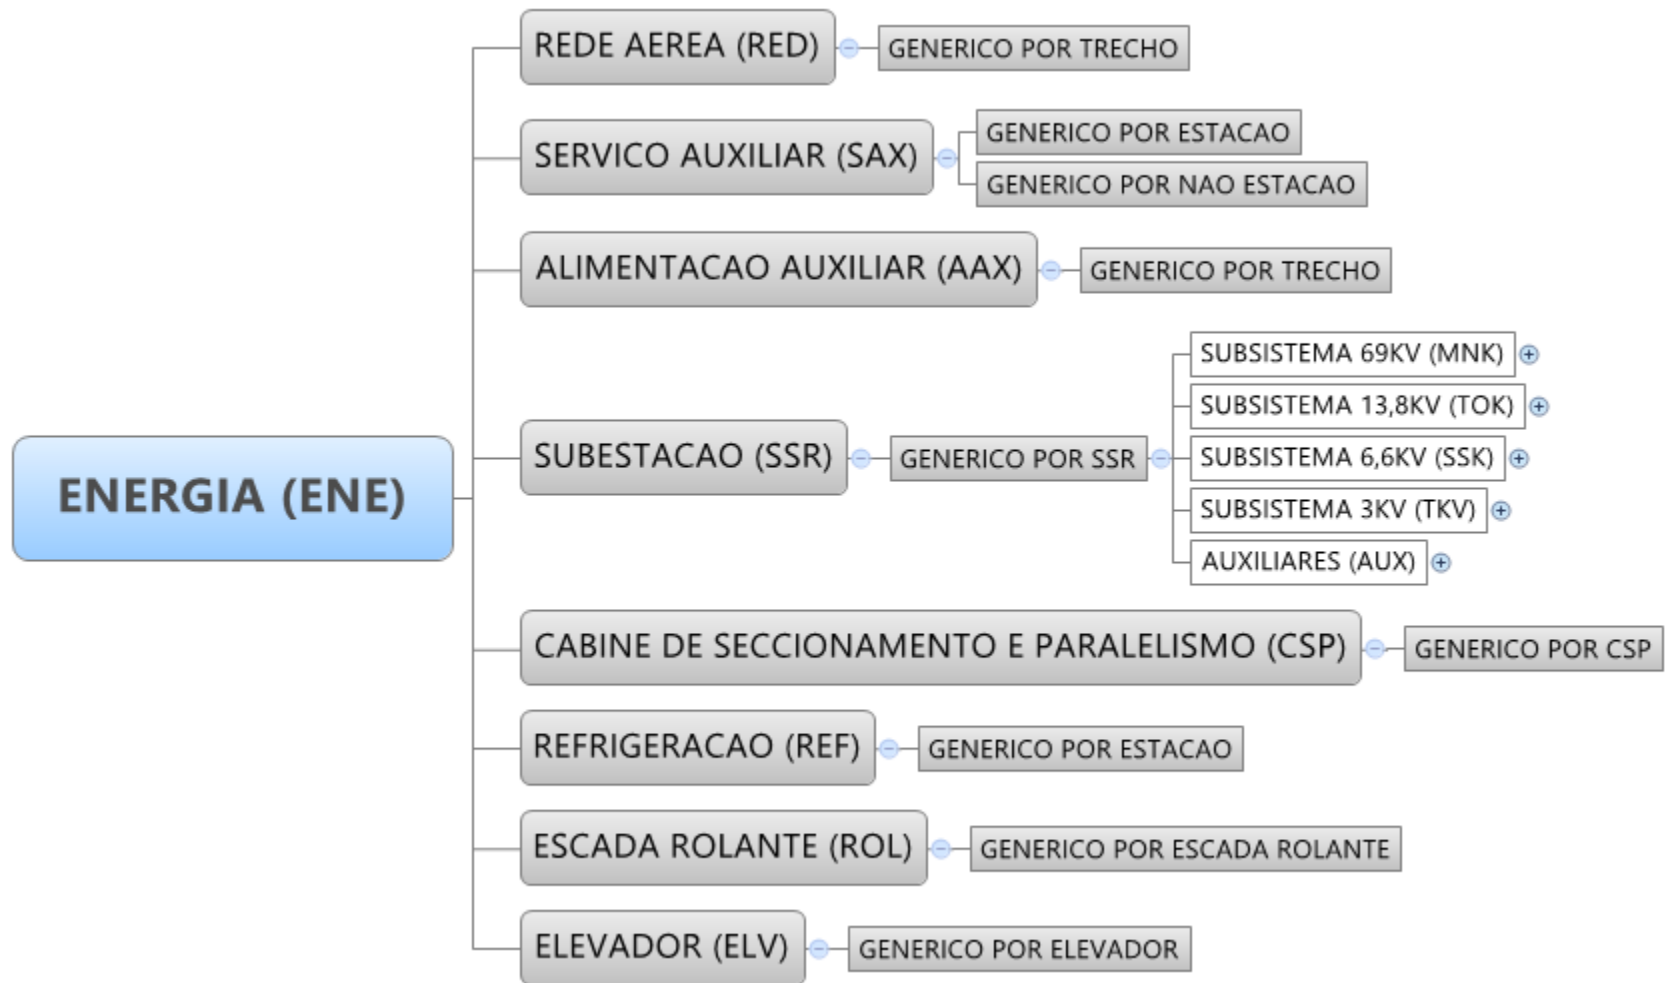 REDE AEREA (RED)
GENERICO POR TRECHO
SERVICO AUXILIAR (SAX)
GENERICO POR ESTACAO
GENERICO POR NAO ESTACAO
ALIMENTACAO AUXILIAR (AAX)
GENERICO POR TRECHO
ENERGIA (ENE)
SUBESTACAO (SSR)
GENERICO POR SSR
SUBSISTEMA 69KV (MNK)
SUBSISTEMA 13,8KV (TOK)
SUBSISTEMA 6,6KV (SSK)
SUBSISTEMA 3KV (TKV)
AUXILIARES (AUX)
CABINE DE SECCIONAMENTO E PARALELISMO (CSP)
GENERICO POR CSP
REFRIGERACAO (REF)
GENERICO POR ESTACAO
ESCADA ROLANTE (ROL)
GENERICO POR ESCADA ROLANTE
ELEVADOR (ELV)
GENERICO POR ELEVADOR